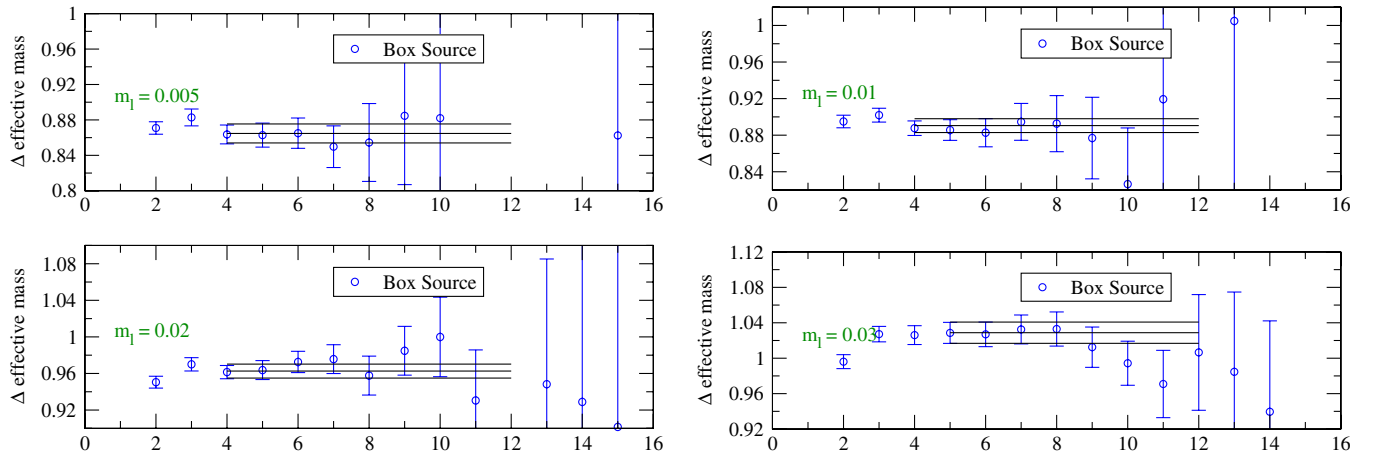 1
0.96
0.92
0.88
0.84
0.8
Δ effective mass
m_l = 0.005
Box Source
0 2 4 6 8 10 12 14 16
1
0.96
0.92
0.88
0.84
Δ effective mass
m_l = 0.01
Box Source
0 2 4 6 8 10 12 14 16
1.08
1.04
1
0.96
0.92
Δ effective mass
m_l = 0.02
Box Source
0 2 4 6 8 10 12 14 16
1.12
1.08
1.04
1
0.96
0.92
Δ effective mass
m_l = 0.03
Box Source
0 2 4 6 8 10 12 14 16